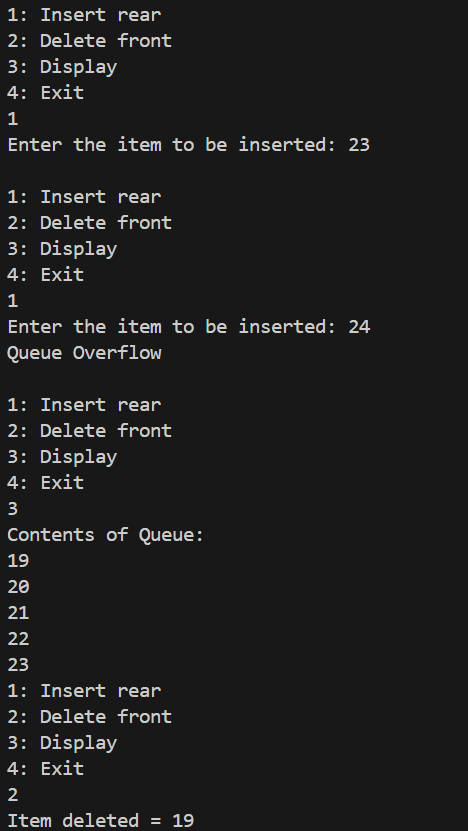 1: Insert rear
2: Delete front
3: Display
4: Exit
1
Enter the item to be inserted: 23

1: Insert rear
2: Delete front
3: Display
4: Exit
1
Enter the item to be inserted: 24
Queue Overflow

1: Insert rear
2: Delete front
3: Display
4: Exit
3
Contents of Queue:
19
20
21
22
23
1: Insert rear
2: Delete front
3: Display
4: Exit
2
Item deleted = 19